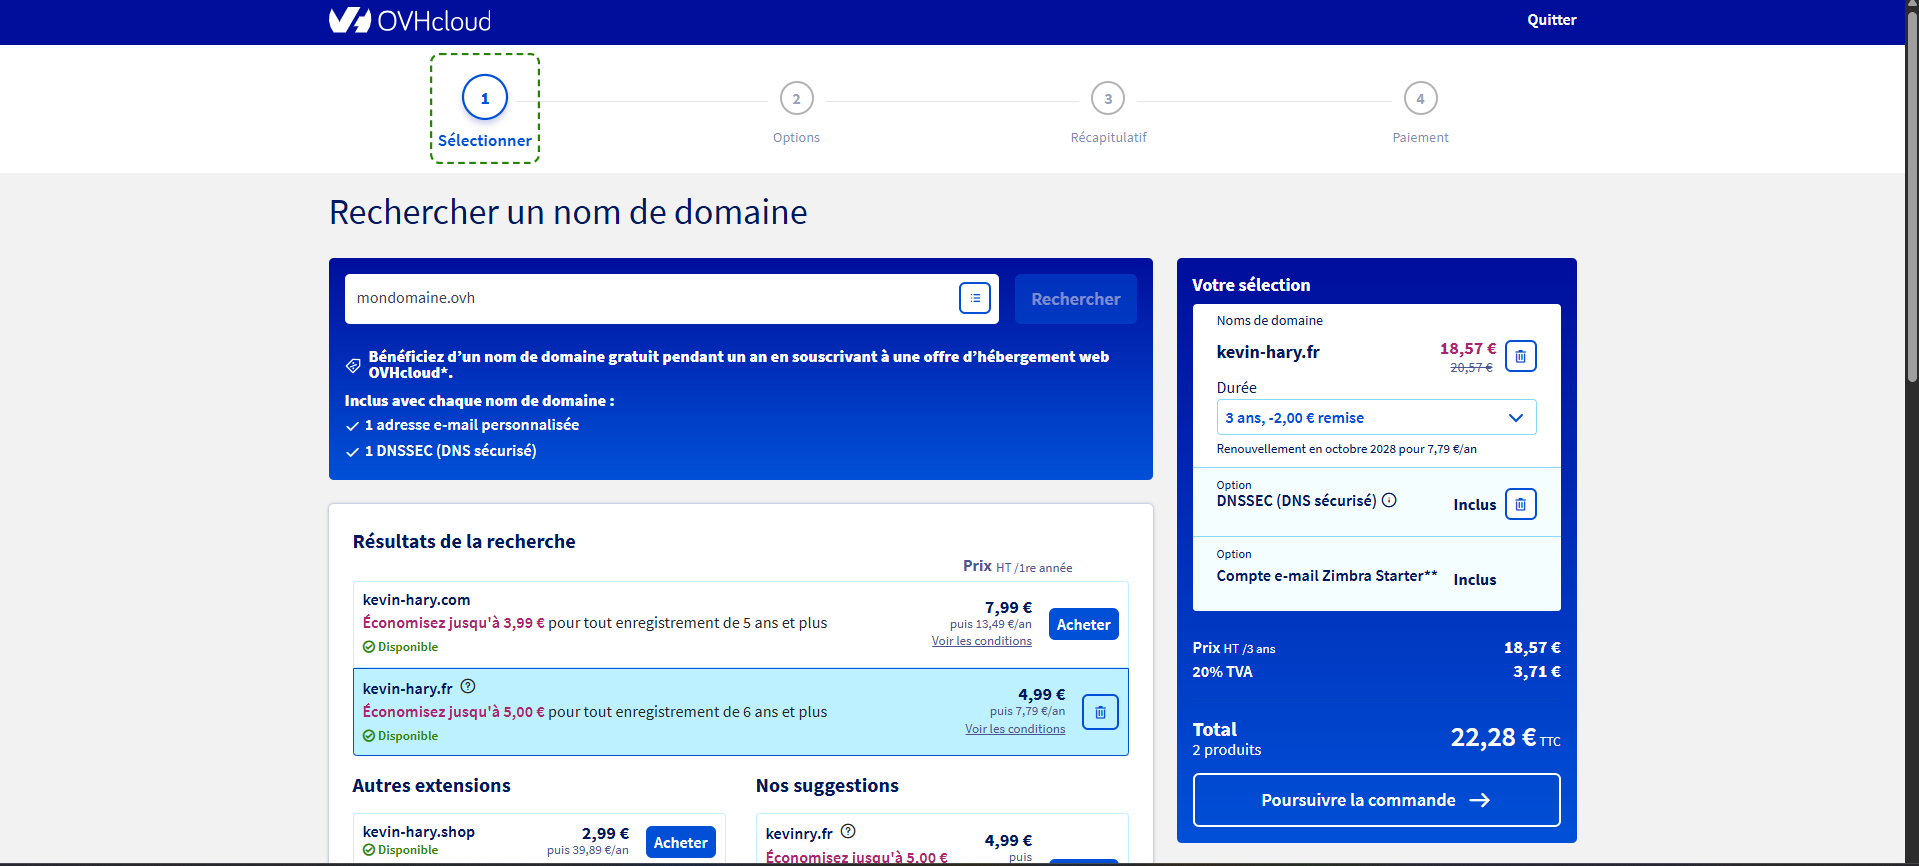 OVHcloud
Quitter
1
Sélectionner
2
Options
3
Récapitulatif
4
Paiement
Rechercher un nom de domaine
mondomaine.ovh
Rechercher
Bénéficiez d'un nom de domaine gratuit pendant un an en souscrivant à une offre d'hébergement web
OVHcloud*.
Inclus avec chaque nom de domaine :
1 adresse e-mail personnalisée
1 DNSSEC (DNS sécurisé)
Résultats de la recherche
Prix HT /1re année
kevin-hary.com
Économisez jusqu'à 3,99 € pour tout enregistrement de 5 ans et plus
Disponible
7,99 €
puis 13,49 €/an
Voir les conditions
Acheter
kevin-hary.fr
Économisez jusqu'à 5,00 € pour tout enregistrement de 6 ans et plus
Disponible
4,99 €
puis 7,79 €/an
Voir les conditions
Autres extensions
kevin-hary.shop
Disponible
2,99 €
puis 39,89 €/an
Acheter
Nos suggestions
kevinry.fr
Économisez jusqu'à 5,00 €
4,99 €
puis
Votre sélection
Noms de domaine
kevin-hary.fr
18,57 €
20,57 €
Durée
3 ans, -2,00 € remise
Renouvellement en octobre 2028 pour 7,79 €/an
Option
DNSSEC (DNS sécurisé)
Inclus
Option
Compte e-mail Zimbra Starter**
Inclus
Prix HT /3 ans
18,57 €
20% TVA
3,71 €
Total
2 produits
22,28 € TTC
Poursuivre la commande